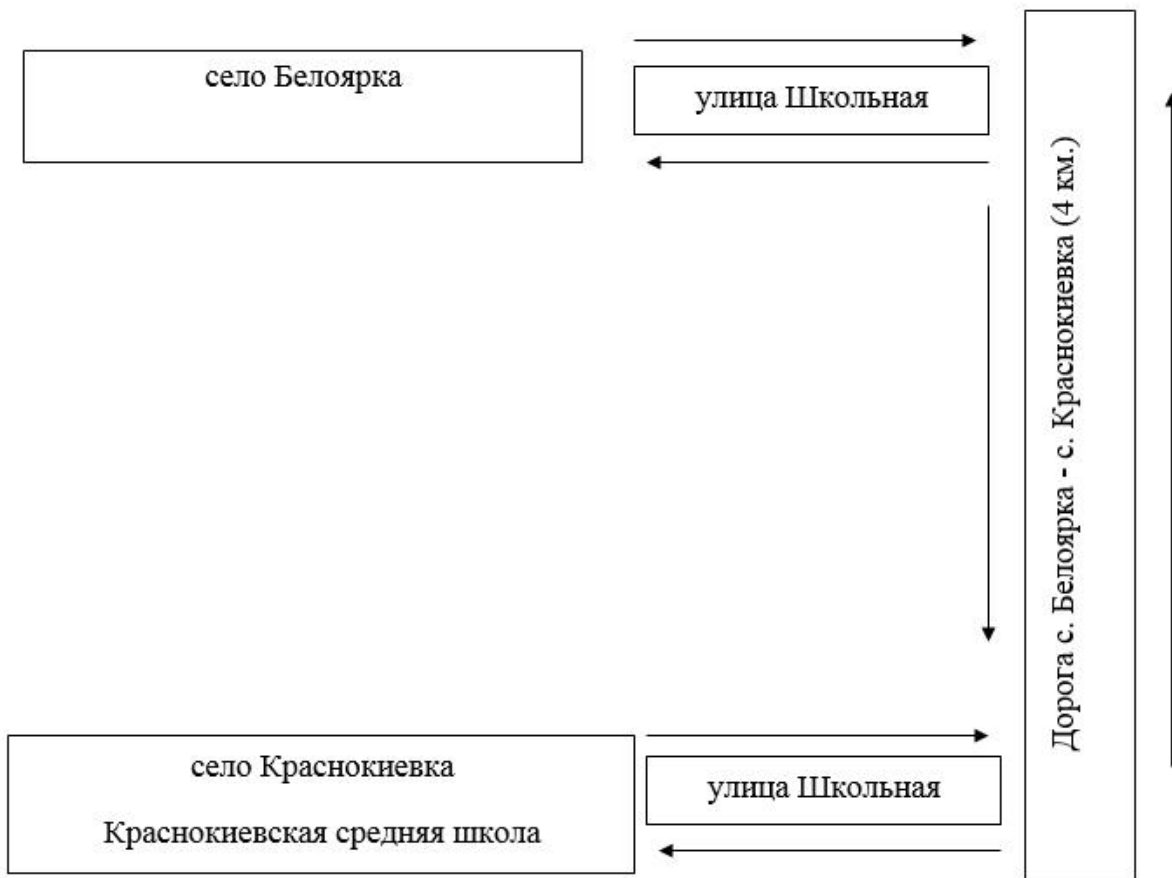 село Белоярка
улица Школьная
Дорога с. Белоярка - с. Краснокиевка (4 км.)
село Краснокиевка
Краснокиевская средняя школа
улица Школьная